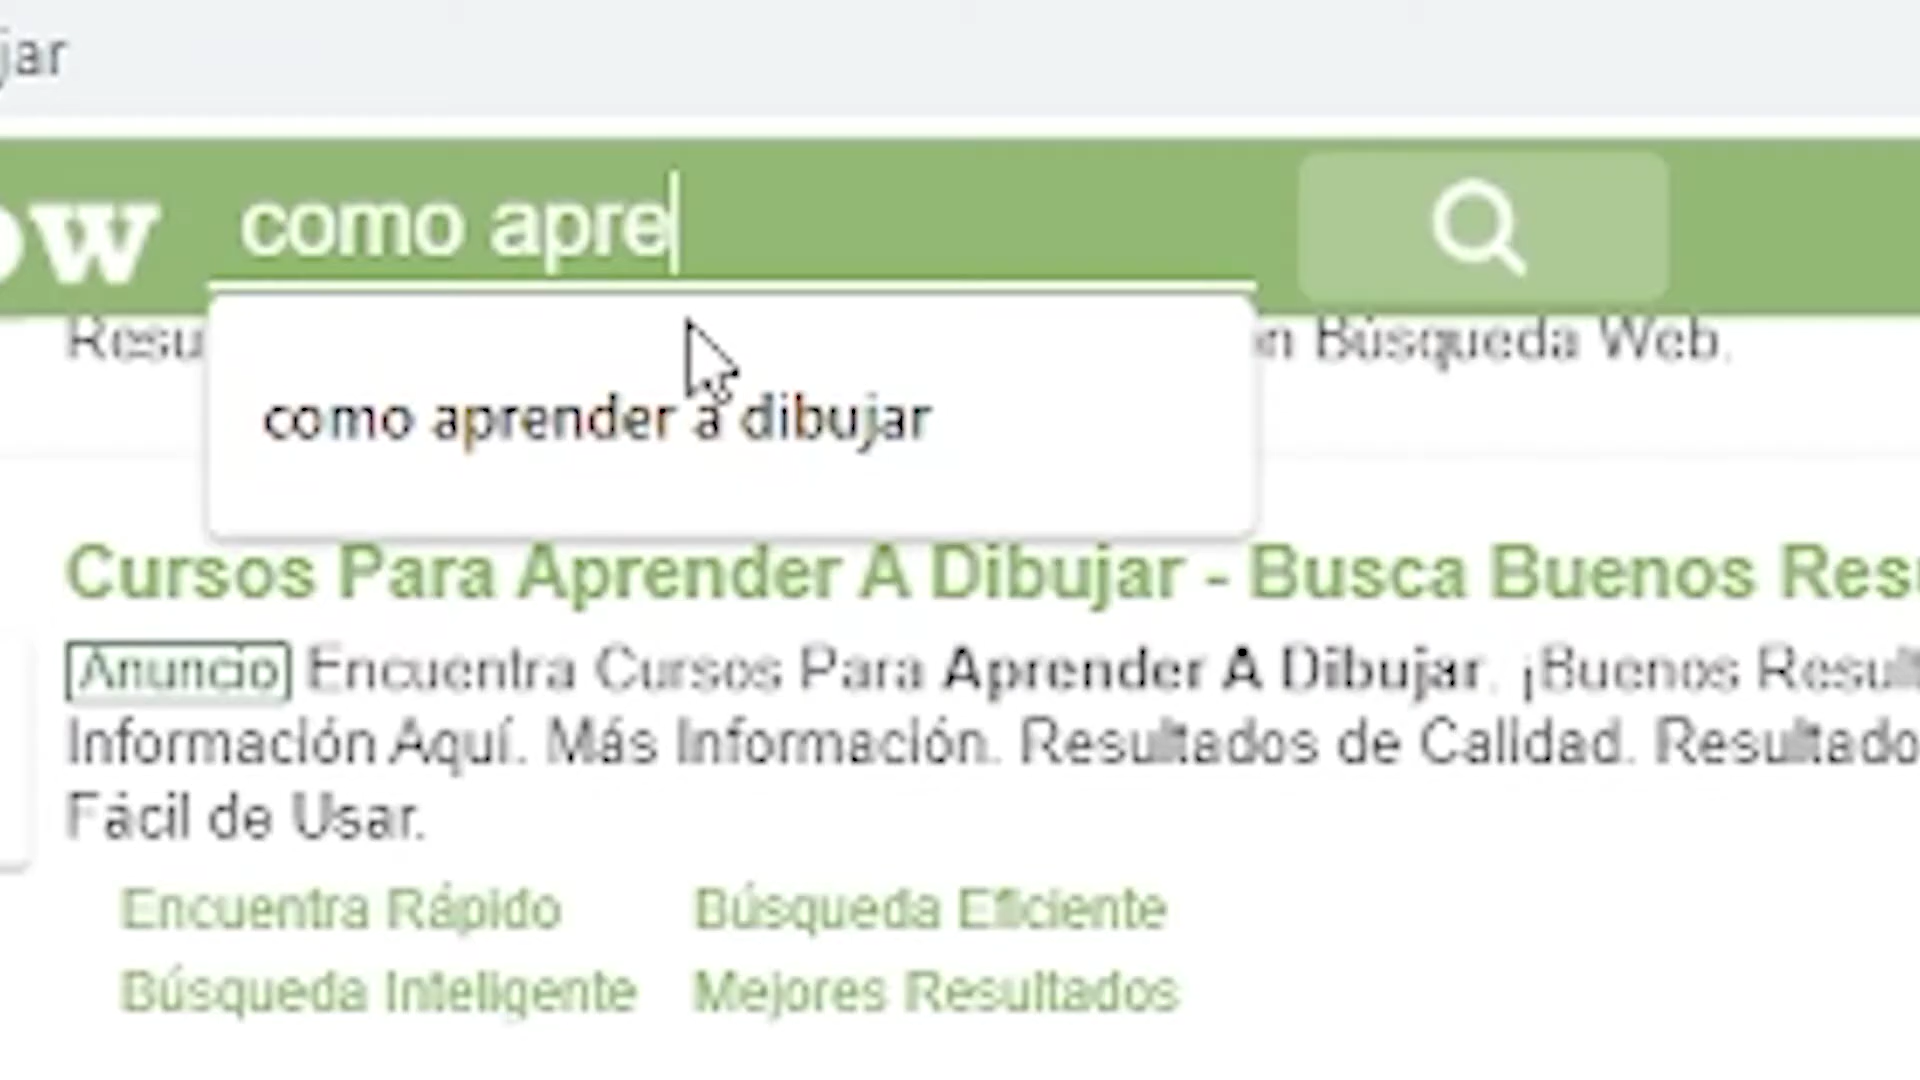 jar
ow como apre
Resu n Búsqueda Web.
como aprender a dibujar
Cursos Para Aprender A Dibujar - Busca Buenos Resu
Anuncio Encuentra Cursos Para Aprender A Dibujar. ¡Buenos Result
Información Aquí. Más Información. Resultados de Calidad. Resultado
Fácil de Usar.
Encuentra Rápido Búsqueda Eficiente
Búsqueda Inteligente Mejores Resultados